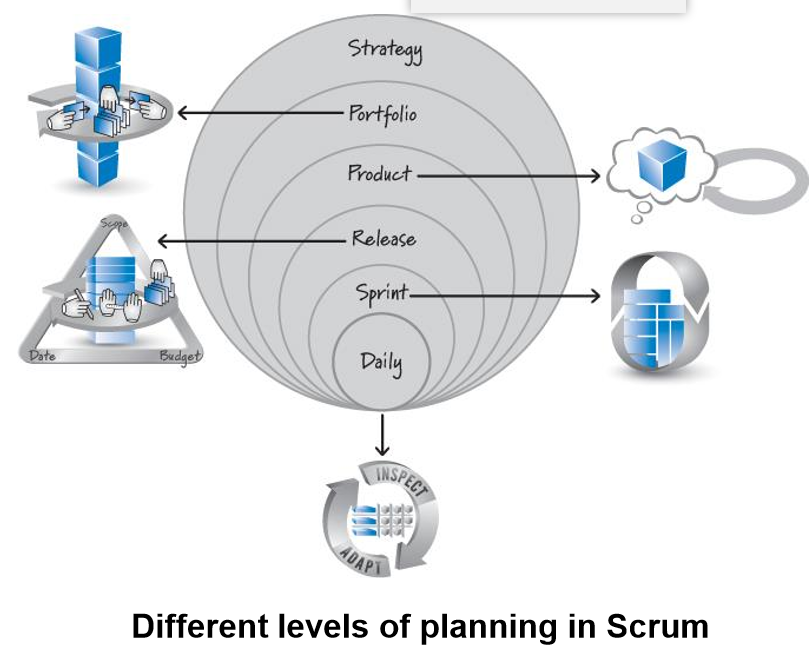 Strategy
Portfolio
Product
Release
Sprint
Daily
Scope
Date
Budget
INSPECT
ADAPT
Different levels of planning in Scrum